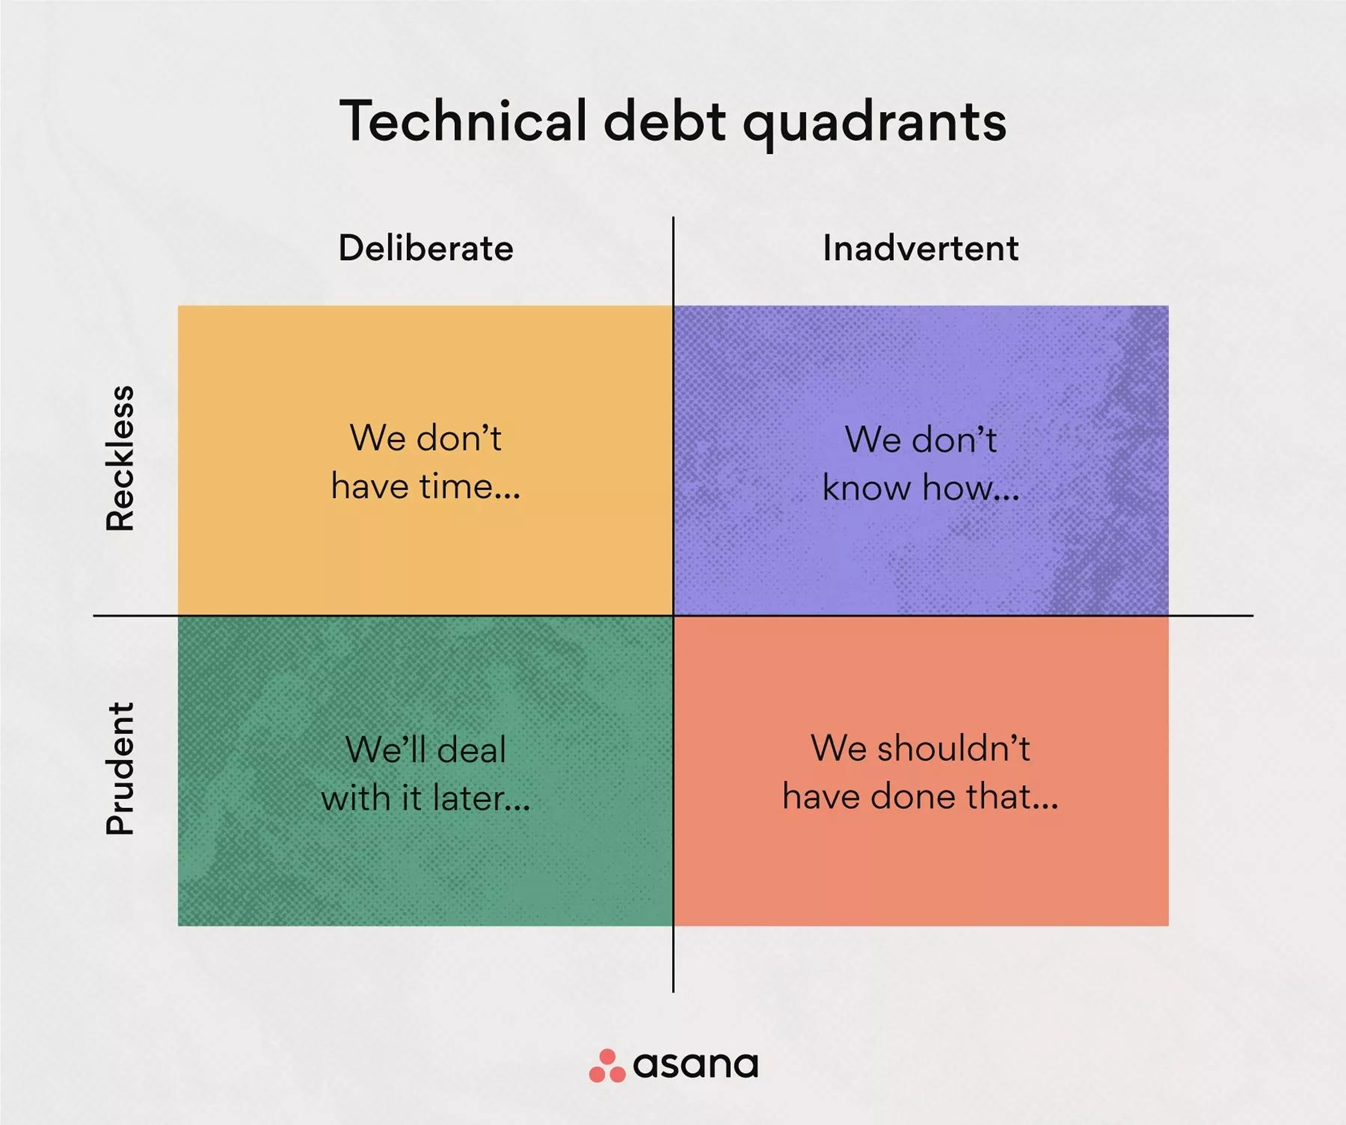 Technical debt quadrants
Deliberate
Inadvertent
Reckless
We don’t
have time...
We don’t
know how...
Prudent
We’ll deal
with it later...
We shouldn’t
have done that...
asana